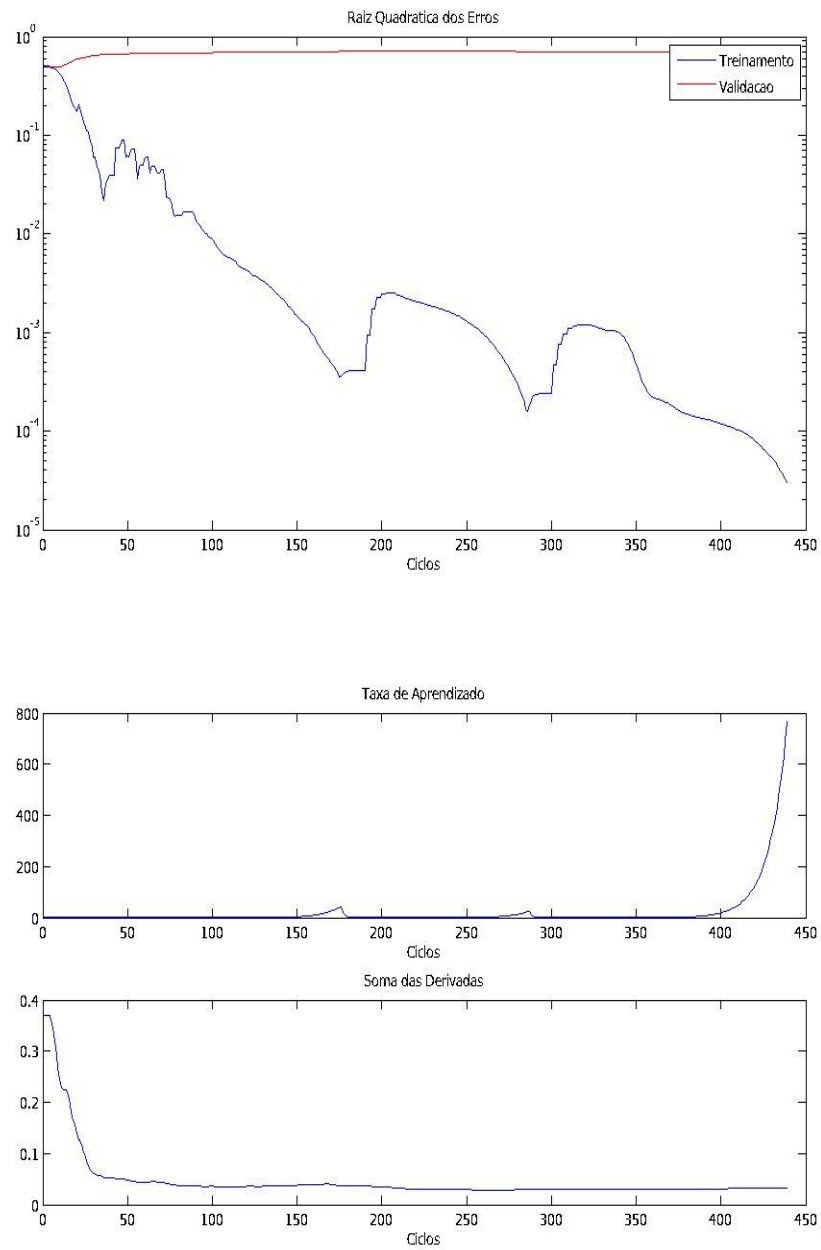 Raiz Quadratica dos Erros
10^0
Treinamento
Validacao
10^-1
10^-2
10^-3
10^-4
10^-5
0 50 100 150 200 250 300 350 400 450
Ciclos
Taxa de Aprendizado
800
600
400
200
0
0 50 100 150 200 250 300 350 400 450
Ciclos
Soma das Derivadas
0.4
0.3
0.2
0.1
0
0 50 100 150 200 250 300 350 400 450
Ciclos